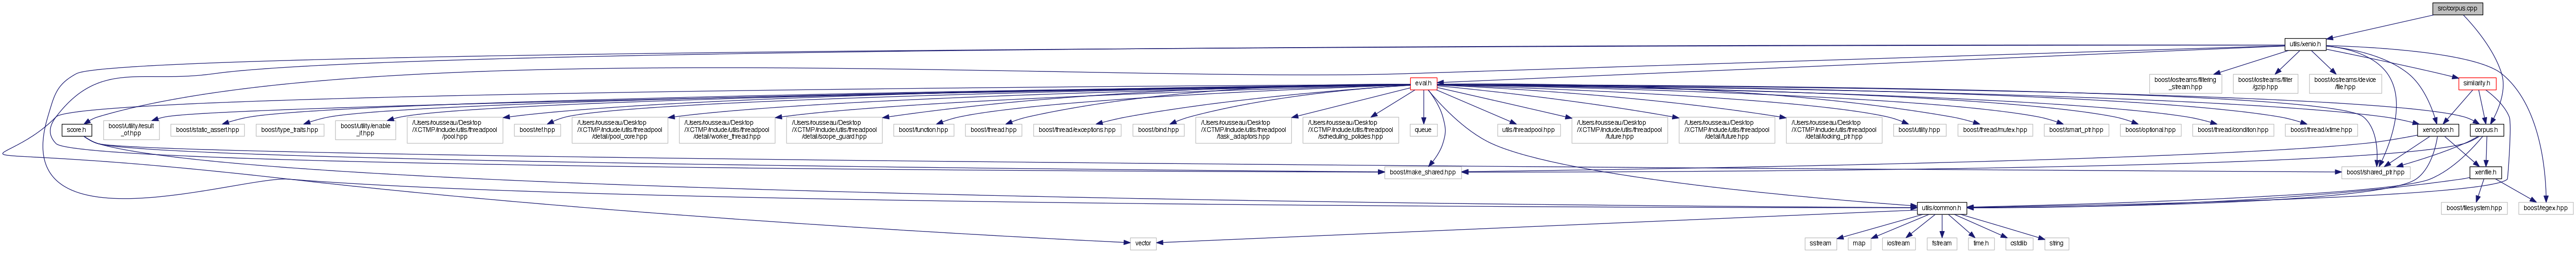 src/corpus.cpp
utils/xenio.h
eval.h
boost/iostreams/filtering
_stream.hpp
boost/iostreams/filter
/gzip.hpp
boost/iostreams/device
/file.hpp
similarity.h
score.h
boost/utility/result
_of.hpp
boost/static_assert.hpp
boost/type_traits.hpp
boost/utility/enable
_if.hpp
/Users/rousseau/Desktop
/XCTMP/include/utils/threadpool
/pool.hpp
boost/ref.hpp
/Users/rousseau/Desktop
/XCTMP/include/utils/threadpool
/detail/pool_core.hpp
/Users/rousseau/Desktop
/XCTMP/include/utils/threadpool
/detail/worker_thread.hpp
/Users/rousseau/Desktop
/XCTMP/include/utils/threadpool
/detail/scope_guard.hpp
boost/function.hpp
boost/thread.hpp
boost/thread/exceptions.hpp
boost/bind.hpp
/Users/rousseau/Desktop
/XCTMP/include/utils/threadpool
/task_adaptors.hpp
/Users/rousseau/Desktop
/XCTMP/include/utils/threadpool
/scheduling_policies.hpp
queue
utils/threadpool.hpp
/Users/rousseau/Desktop
/XCTMP/include/utils/threadpool
/future.hpp
/Users/rousseau/Desktop
/XCTMP/include/utils/threadpool
/detail/future.hpp
/Users/rousseau/Desktop
/XCTMP/include/utils/threadpool
/detail/locking_ptr.hpp
boost/utility.hpp
boost/thread/mutex.hpp
boost/smart_ptr.hpp
boost/optional.hpp
boost/thread/condition.hpp
boost/thread/xtime.hpp
xenoption.h
corpus.h
boost/make_shared.hpp
boost/shared_ptr.hpp
xenfile.h
utils/common.h
boost/filesystem.hpp
boost/regex.hpp
vector
sstream
map
iostream
fstream
time.h
cstdlib
string